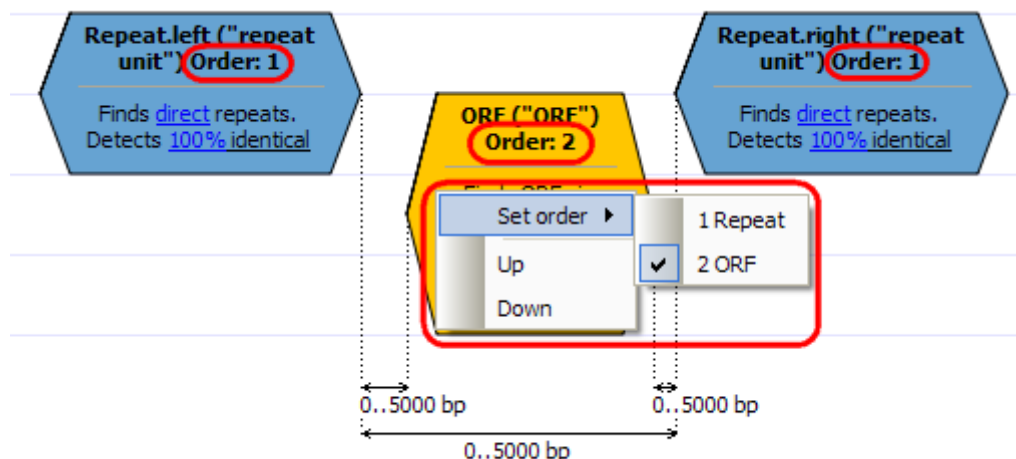 Repeat.left ("repeat
unit") Order: 1
Finds direct repeats.
Detects 100% identical
Repeat.right ("repeat
unit") Order: 1
Finds direct repeats.
Detects 100% identical
ORF ("ORF")
Order: 2
Set order
Up
Down
1 Repeat
2 ORF
0..5000 bp
0..5000 bp
0..5000 bp